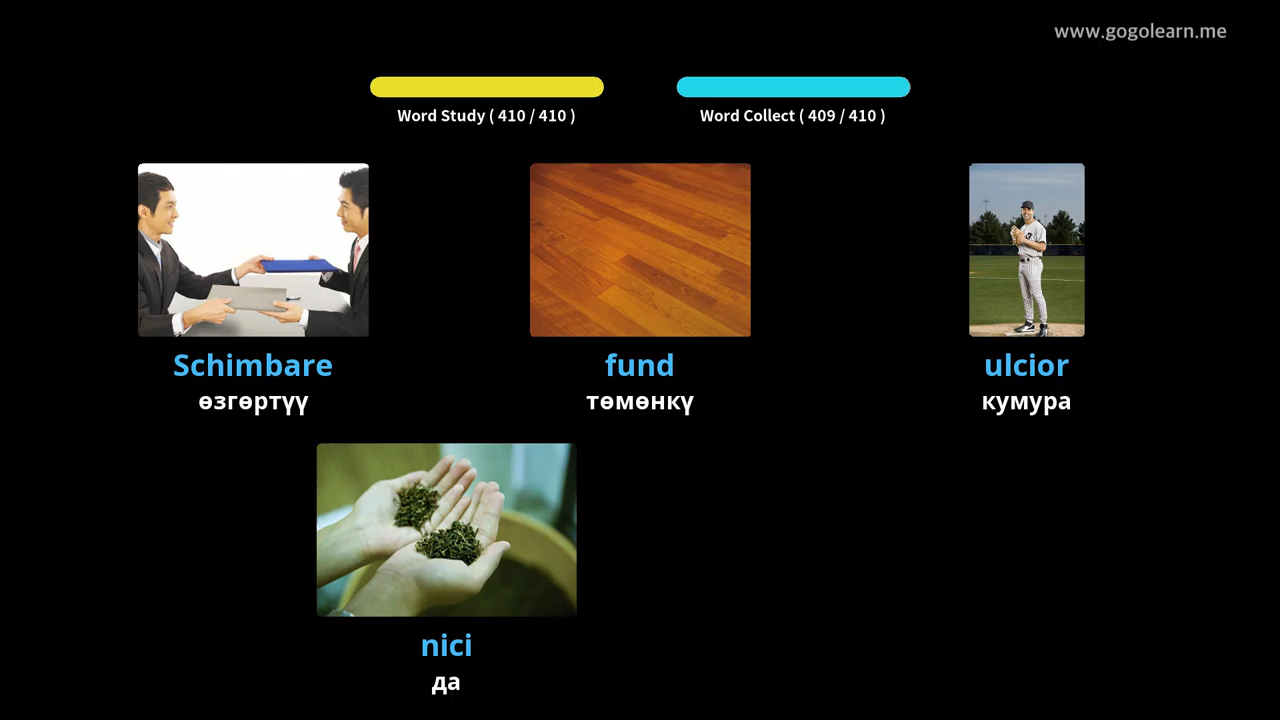 www.gogolearn.me
Word Study ( 410 / 410 )
Word Collect ( 409 / 410 )
Schimbare
өзгөртүү
fund
төмөнкү
ulcior
кумура
nici
да